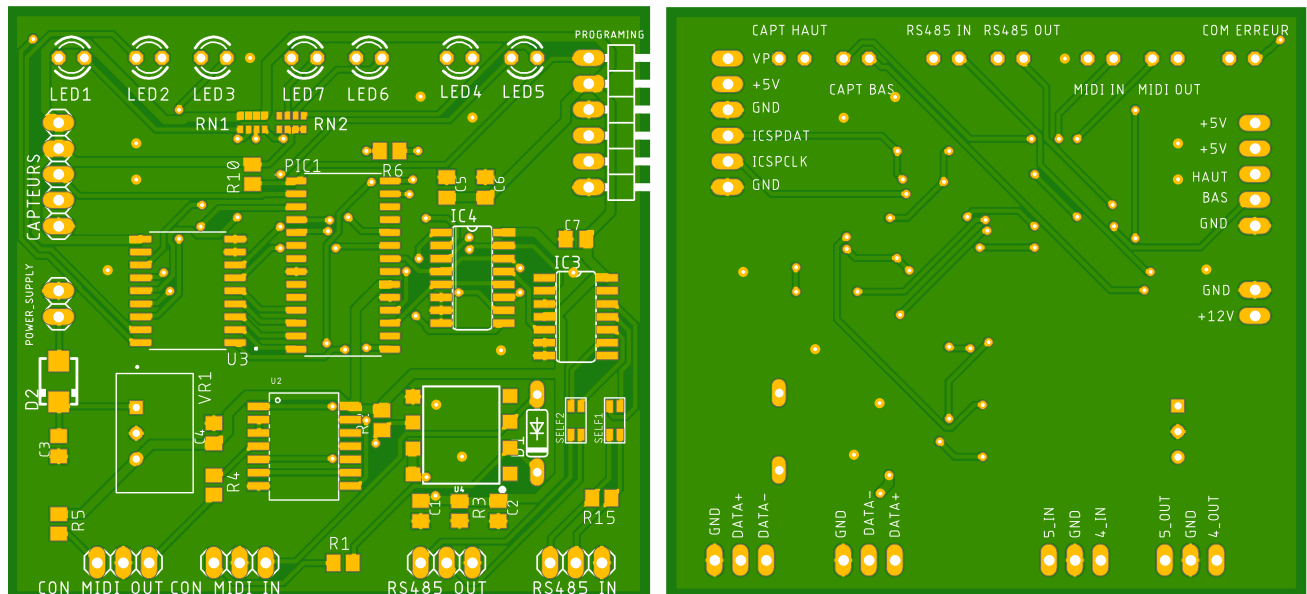 PROGRAMING
LED1 LED2 LED3 LED7 LED6 LED4 LED5
RN1 RN2
CAPTEURS
R10
PIC1
R6
C5
C6
IC4
C7
IC3
POWER_SUPPLY
U3
D2
VR1
U2
C4
SELF2
SELF1
C3
R4
U4
C1
R3
C2
R15
R5
R1
CON MIDI OUT CON MIDI IN RS485 OUT RS485 IN
CAPT HAUT RS485 IN RS485 OUT COM ERREUR
VP
+5V
CAPT BAS MIDI IN MIDI OUT
GND
ICSPDAT
ICSPCLK
GND
+5V
+5V
HAUT
BAS
GND
GND
+12V
GND
DATA+
DATA-
GND
DATA-
DATA+
5_IN
GND
4_IN
5_OUT
GND
4_OUT